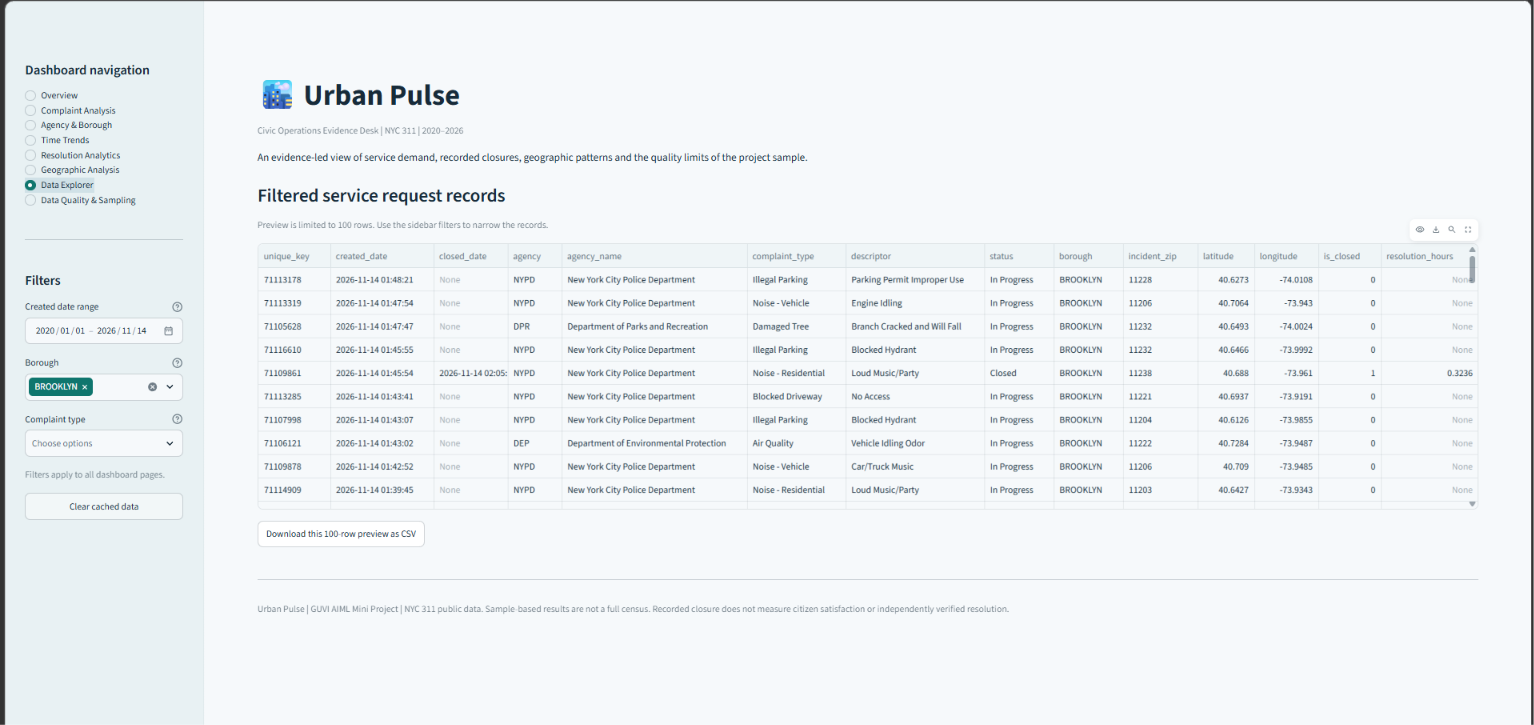 Dashboard navigation
Overview
Complaint Analysis
Agency & Borough
Time Trends
Resolution Analytics
Geographic Analysis
Data Explorer
Data Quality & Sampling
Filters
Created date range
2020/01/01 – 2026/11/14
Borough
BROOKLYN ×
Complaint type
Choose options
Filters apply to all dashboard pages.
Clear cached data
Urban Pulse
Civic Operations Evidence Desk | NYC 311 | 2020–2026
An evidence-led view of service demand, recorded closures, geographic patterns and the quality limits of the project sample.
Filtered service request records
Preview is limited to 100 rows. Use the sidebar filters to narrow the records.
unique_key created_date closed_date agency agency_name complaint_type descriptor status borough incident_zip latitude longitude is_closed resolution_hours
71113178 2026-11-14 01:48:21 None NYPD New York City Police Department Illegal Parking Parking Permit Improper Use In Progress BROOKLYN 11228 40.6273 -74.0108 0 None
71113319 2026-11-14 01:47:54 None NYPD New York City Police Department Noise - Vehicle Engine Idling In Progress BROOKLYN 11206 40.7064 -73.943 0 None
71105628 2026-11-14 01:47:47 None DPR Department of Parks and Recreation Damaged Tree Branch Cracked and Will Fall In Progress BROOKLYN 11232 40.6493 -74.0024 0 None
71116610 2026-11-14 01:45:55 None NYPD New York City Police Department Illegal Parking Blocked Hydrant In Progress BROOKLYN 11232 40.6466 -73.9992 0 None
71109861 2026-11-14 01:45:54 2026-11-14 02:05: NYPD New York City Police Department Noise - Residential Loud Music/Party Closed BROOKLYN 11238 40.688 -73.961 1 0.3236
71113285 2026-11-14 01:43:41 None NYPD New York City Police Department Blocked Driveway No Access In Progress BROOKLYN 11221 40.6937 -73.9191 0 None
71107998 2026-11-14 01:43:07 None NYPD New York City Police Department Illegal Parking Blocked Hydrant In Progress BROOKLYN 11204 40.6126 -73.9855 0 None
71106121 2026-11-14 01:43:02 None DEP Department of Environmental Protection Air Quality Vehicle Idling Odor In Progress BROOKLYN 11222 40.7284 -73.9487 0 None
71109878 2026-11-14 01:42:52 None NYPD New York City Police Department Noise - Vehicle Car/Truck Music In Progress BROOKLYN 11206 40.709 -73.9485 0 None
71114909 2026-11-14 01:39:45 None NYPD New York City Police Department Noise - Residential Loud Music/Party In Progress BROOKLYN 11203 40.6427 -73.9343 0 None
Download this 100-row preview as CSV
Urban Pulse | GUVI AIML Mini Project | NYC 311 public data. Sample-based results are not a full census. Recorded closure does not measure citizen satisfaction or independently verified resolution.